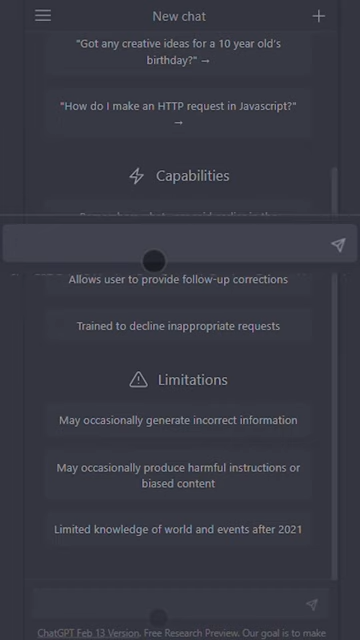 New chat
"Got any creative ideas for a 10 year old's
birthday?" →
"How do I make an HTTP request in Javascript?"
→
Capabilities
Allows user to provide follow-up corrections
Trained to decline inappropriate requests
Limitations
May occasionally generate incorrect information
May occasionally produce harmful instructions or
biased content
Limited knowledge of world and events after 2021
ChatGPT Feb 13 Version. Free Research Preview. Our goal is to make